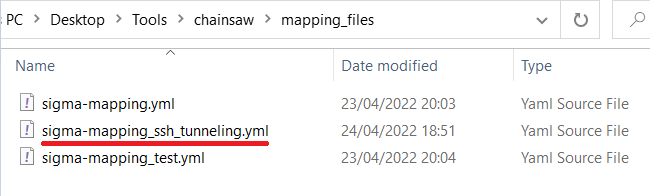 PC > Desktop > Tools > chainsaw > mapping_files
Name Date modified Type
sigma-mapping.yml 23/04/2022 20:03 Yaml Source File
sigma-mapping_ssh_tunneling.yml 24/04/2022 18:51 Yaml Source File
sigma-mapping_test.yml 23/04/2022 20:04 Yaml Source File